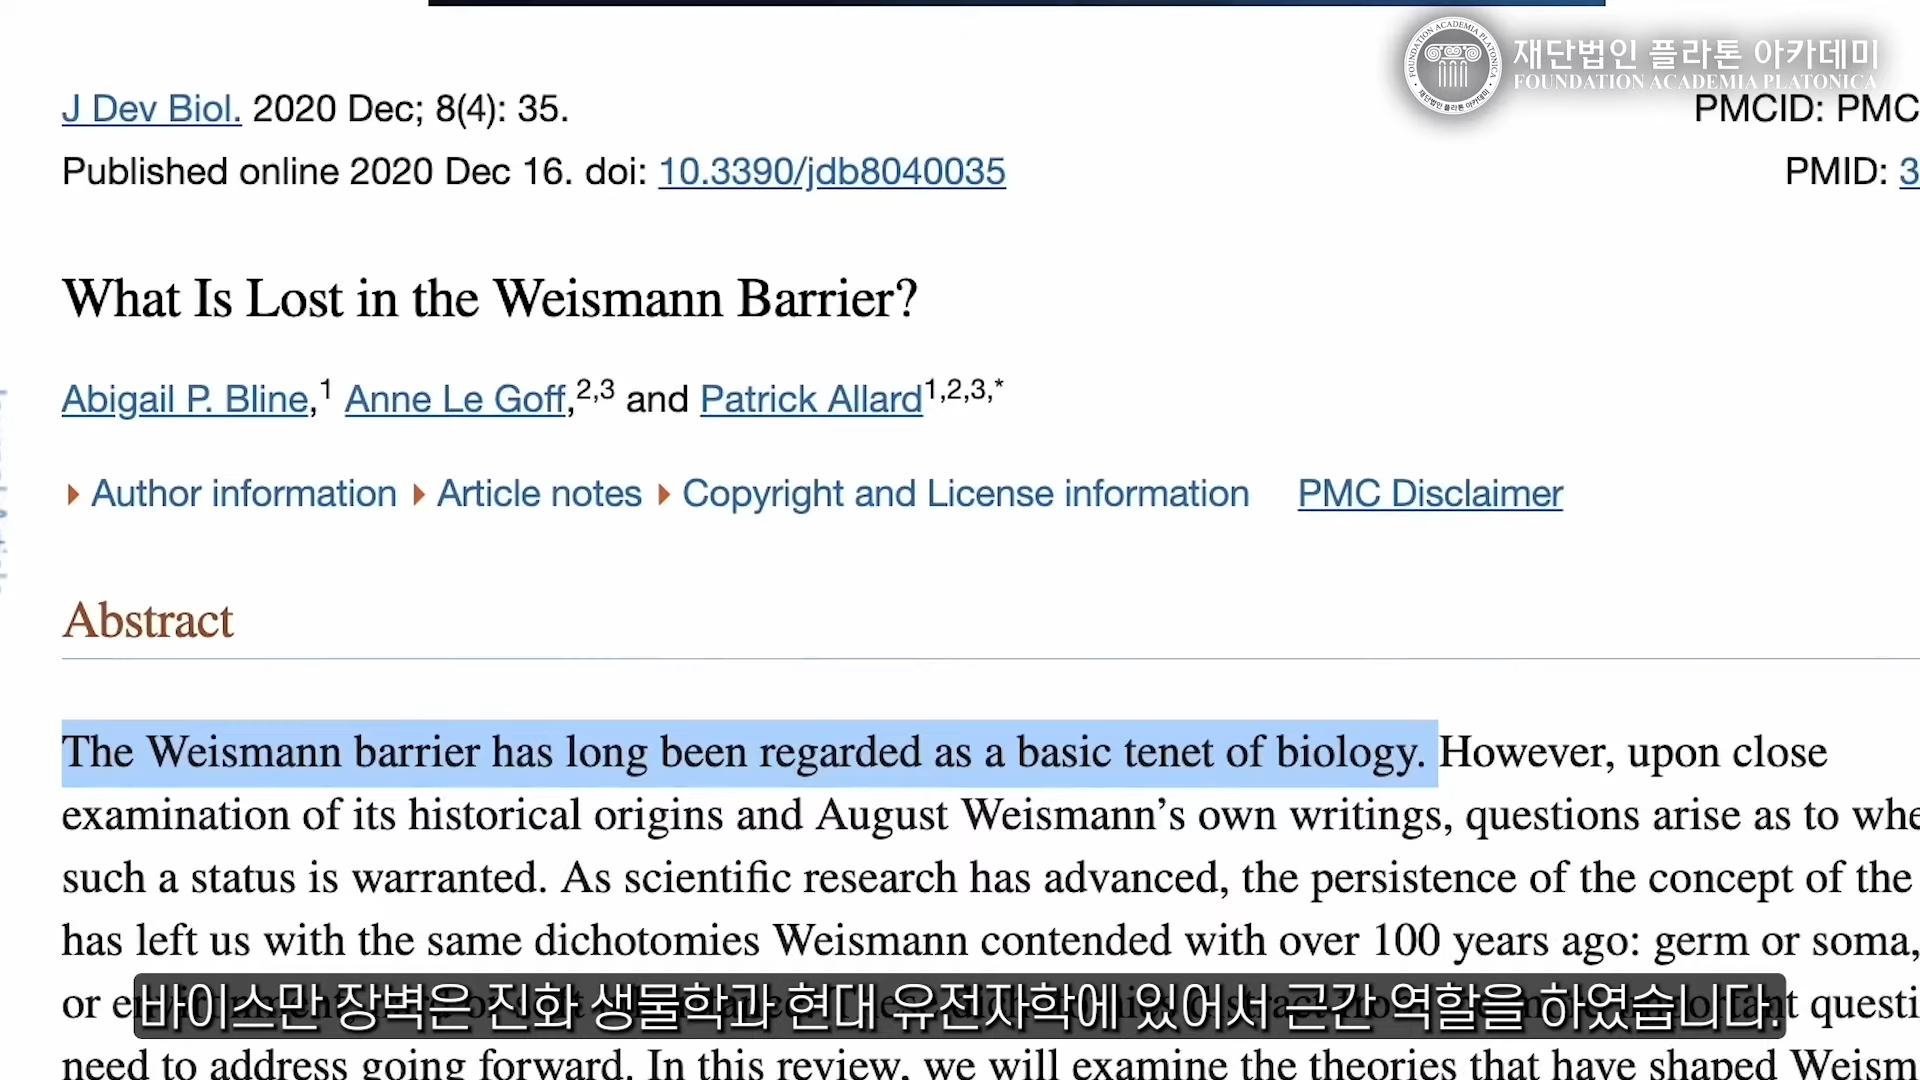 재단법인 플라톤 아카데미
FOUNDATION ACADEMIA PLATONICA
J Dev Biol. 2020 Dec; 8(4): 35.
PMCID: PMC
Published online 2020 Dec 16. doi: 10.3390/jdb8040035
PMID: 3
What Is Lost in the Weismann Barrier?
Abigail P. Bline,1 Anne Le Goff,2,3 and Patrick Allard1,2,3,*
Author information Article notes Copyright and License information PMC Disclaimer
Abstract
The Weismann barrier has long been regarded as a basic tenet of biology. However, upon close
examination of its historical origins and August Weismann's own writings, questions arise as to whe
such a status is warranted. As scientific research has advanced, the persistence of the concept of the
has left us with the same dichotomies Weismann contended with over 100 years ago: germ or soma,
or questi
바이스만 장벽은 진화 생물학과 현대 유전자학에 있어서 근간 역할을 하였습니다.
need to address going forward. In this review, we will examine the theories that have shaped Weism